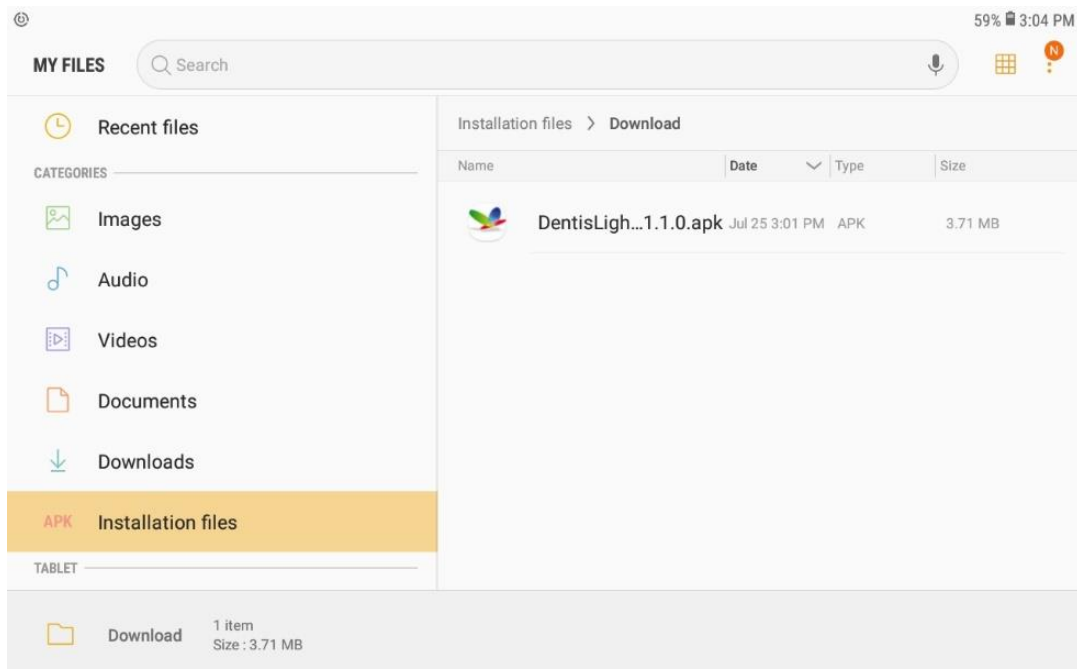 59% 3:04 PM
MY FILES
Search
N
Recent files
CATEGORIES
Images
Audio
Videos
Documents
Downloads
APK Installation files
TABLET
Installation files > Download
Name Date Type Size
DentisLigh...1.1.0.apk Jul 25 3:01 PM APK 3.71 MB
Download
1 item
Size : 3.71 MB